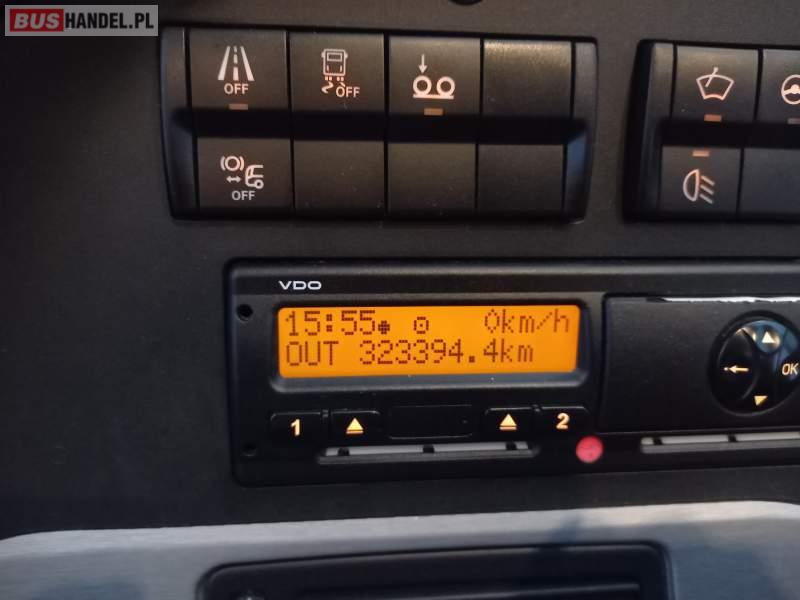 BUSHANDEL.PL
OFF
OFF
OFF
VDO
15:55 0km/h
OUT 323394.4km
1 2
OK